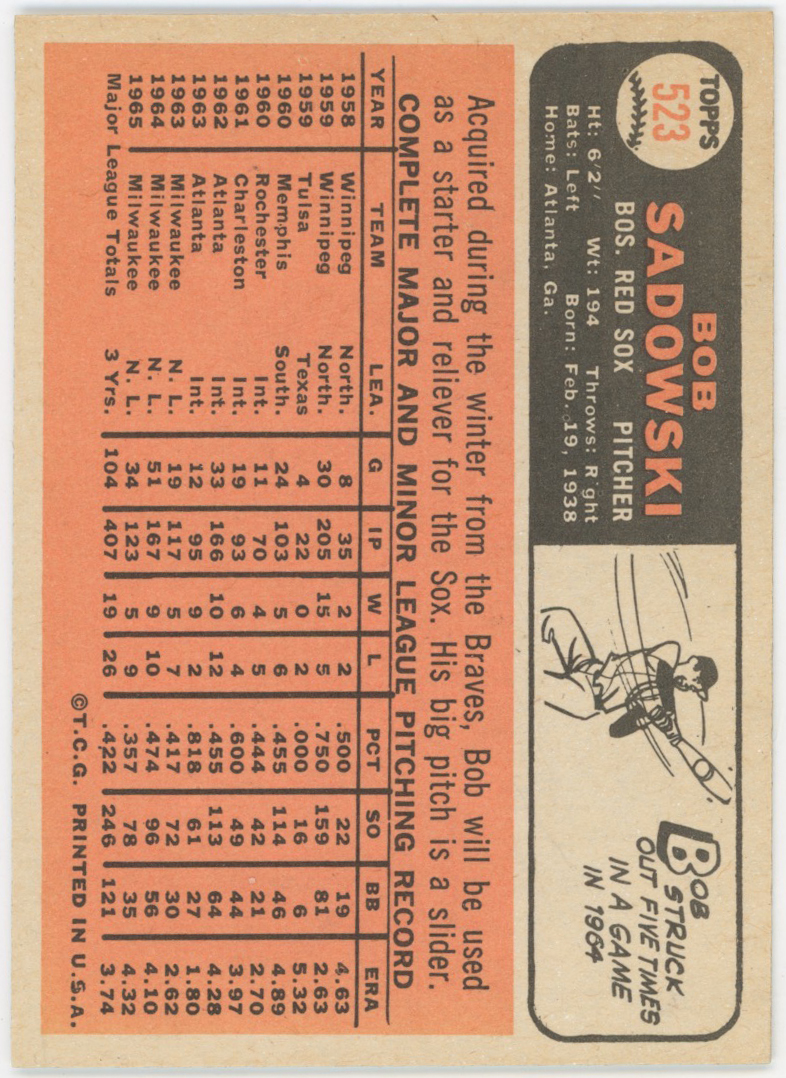 TOPPS
523
BOB
SADOWSKI
BOS. RED SOX PITCHER
Ht: 6'2" Wt: 194 Throws: Right
Bats: Left Born: Feb. 19, 1938
Home: Atlanta, Ga.
BOB
STRUCK
OUT FIVE TIMES
IN A GAME
IN 1964
Acquired during the winter from the Braves, Bob will be used
as a starter and reliever for the Sox. His big pitch is a slider.
COMPLETE MAJOR AND MINOR LEAGUE PITCHING RECORD
YEAR TEAM LEA. G IP W L PCT SO BB ERA
1958 Winnipeg North. 8 35 2 2 .500 22 19 4.63
1959 Winnipeg North. 30 205 15 5 .750 159 81 2.63
1959 Tulsa Texas 4 22 0 2 .000 16 6 5.32
1960 Memphis South. 24 103 5 6 .455 114 46 4.89
1960 Rochester Int. 11 70 4 5 .444 42 21 2.70
1961 Charleston Int. 19 93 6 4 .600 49 44 3.97
1962 Atlanta Int. 33 166 10 12 .455 113 64 4.28
1963 Atlanta Int. 12 95 9 2 .818 61 27 1.80
1963 Milwaukee N. L. 19 117 5 7 .417 72 30 2.62
1964 Milwaukee N. L. 51 167 9 10 .474 96 56 4.10
1965 Milwaukee N. L. 34 123 5 9 .357 78 35 4.32
Major League Totals 3 Yrs. 104 407 19 26 .422 246 121 3.74
©T.C.G. PRINTED IN U.S.A.